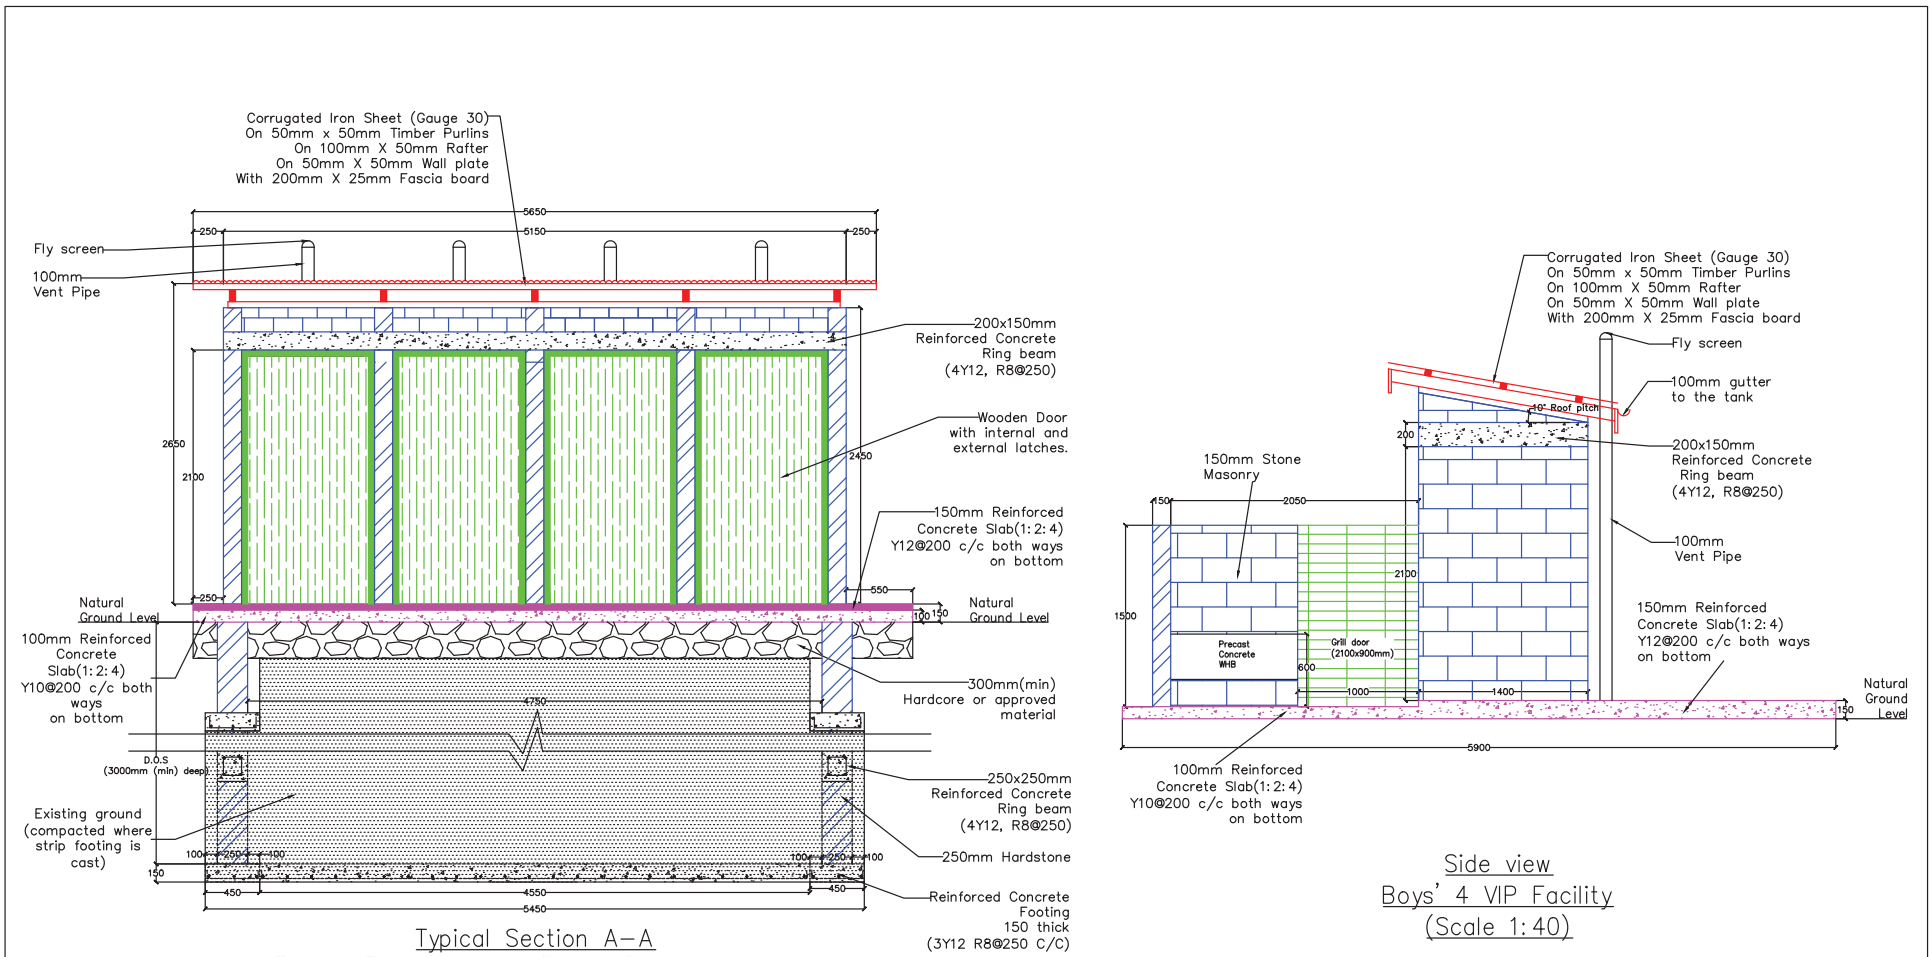 Corrugated Iron Sheet (Gauge 30)
On 50mm x 50mm Timber Purlins
On 100mm X 50mm Rafter
On 50mm X 50mm Wall plate
With 200mm X 25mm Fascia board
5650
250
5150
250
Fly screen
100mm
Vent Pipe
200x150mm
Reinforced Concrete
Ring beam
(4Y12, R8@250)
Wooden Door
with internal and
external latches.
2650
2100
2450
150mm Reinforced
Concrete Slab(1:2:4)
Y12@200 c/c both ways
on bottom
250
550
Natural
Ground Level
100
150
Natural
Ground Level
100mm Reinforced
Concrete
Slab(1:2:4)
Y10@200 c/c both
ways
on bottom
300mm(min)
Hardcore or approved
material
4750
D.O.S
(3000mm (min) deep)
250x250mm
Reinforced Concrete
Ring beam
(4Y12, R8@250)
Existing ground
(compacted where
strip footing is
cast)
100
250
100
100
250
100
250mm Hardstone
150
450
4550
450
5450
Reinforced Concrete
Footing
150 thick
(3Y12 R8@250 C/C)
Typical Section A-A
Corrugated Iron Sheet (Gauge 30)
On 50mm x 50mm Timber Purlins
On 100mm X 50mm Rafter
On 50mm X 50mm Wall plate
With 200mm X 25mm Fascia board
Fly screen
100mm gutter
to the tank
10° Roof pitch
200
200x150mm
Reinforced Concrete
Ring beam
(4Y12, R8@250)
150mm Stone
Masonry
150
2050
100mm
Vent Pipe
2100
1500
150mm Reinforced
Concrete Slab(1:2:4)
Y12@200 c/c both ways
on bottom
Precast
Concrete
WHB
Grill door
(2100x900mm)
600
1000
1400
Natural
Ground
Level
150
5900
100mm Reinforced
Concrete Slab(1:2:4)
Y10@200 c/c both ways
on bottom
Side view
Boys' 4 VIP Facility
(Scale 1:40)